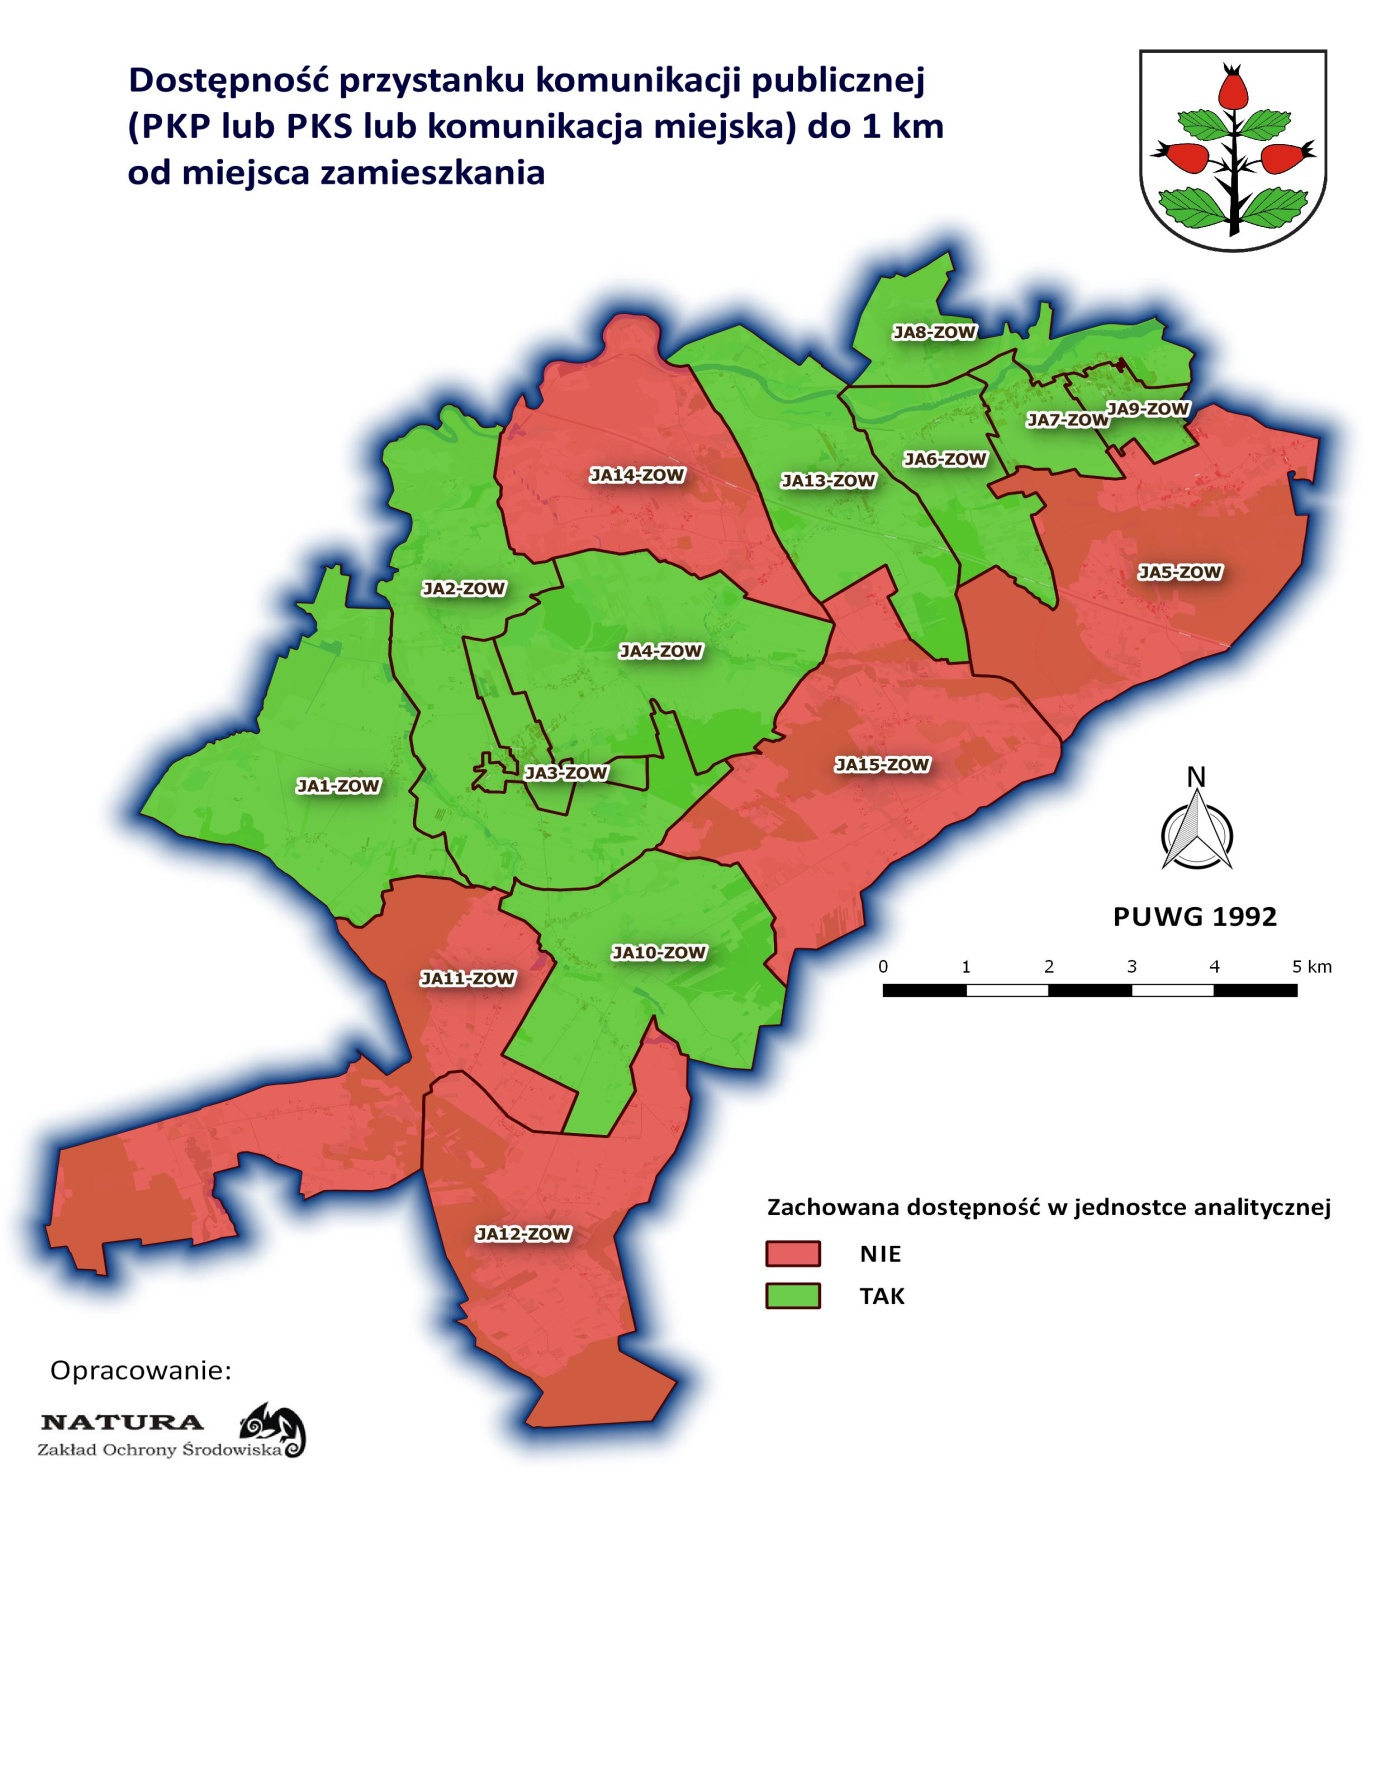 Dostępność przystanku komunikacji publicznej
(PKP lub PKS lub komunikacja miejska) do 1 km
od miejsca zamieszkania
JA8-ZOW
JA9-ZOW
JA7-ZOW
JA6-ZOW
JA14-ZOW
JA13-ZOW
JA5-ZOW
JA2-ZOW
JA4-ZOW
JA15-ZOW
JA3-ZOW
JA1-ZOW
N
PUWG 1992
JA10-ZOW
0 1 2 3 4 5 km
JA11-ZOW
Zachowana dostępność w jednostce analitycznej
JA12-ZOW
NIE
TAK
Opracowanie:
NATURA
Zakład Ochrony Środowiska